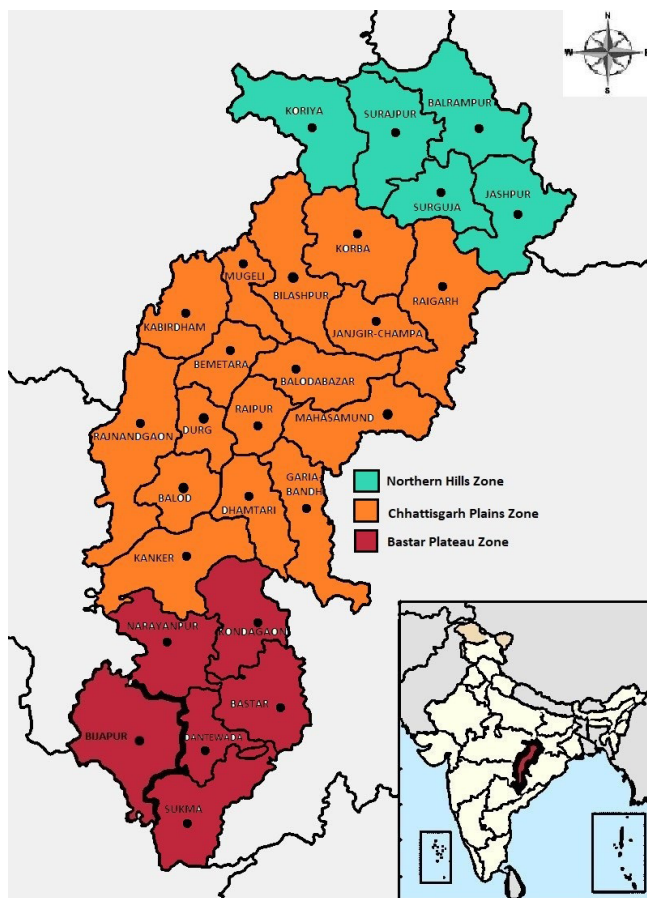 N
W
E
S
BALRAMPUR
KORIYA
SURAJPUR
JASHPUR
SURGUJA
KORBA
MUGELI
BILASHPUR
RAIGARH
KABIRDHAM
JANJGIR-CHAMPA
BEMETARA
BALODABAZAR
RAIPUR
MAHASAMUND
DURG
RAJNANDGAON
GARIA-
BANDH
BALOD
DHAMTARI
Northern Hills Zone
Chhattisgarh Plains Zone
Bastar Plateau Zone
KANKER
NARAYANPUR
KONDAGAON
BASTAR
BIJAPUR
DANTEWADA
SUKMA